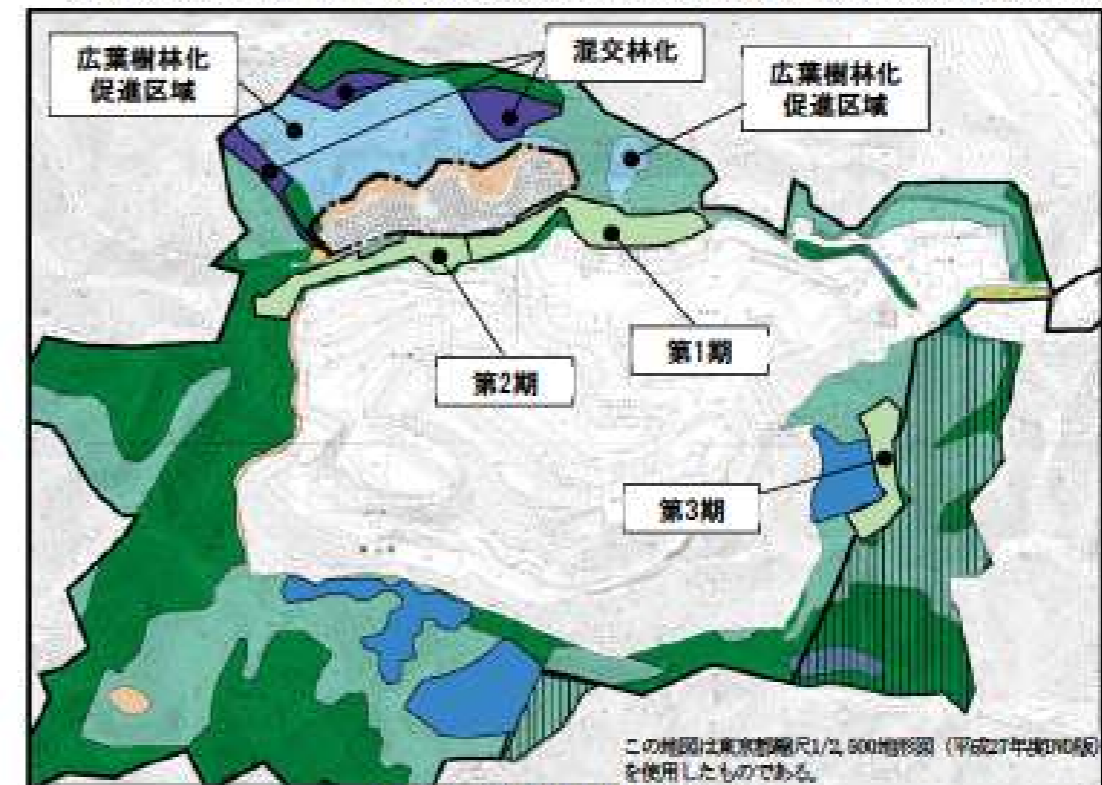 広葉樹林化
促進区域
混交林化
広葉樹林化
促進区域
第1期
第2期
第3期
この地図は東京都縮尺1/2,500地形図(平成27年度
を使用したものである。